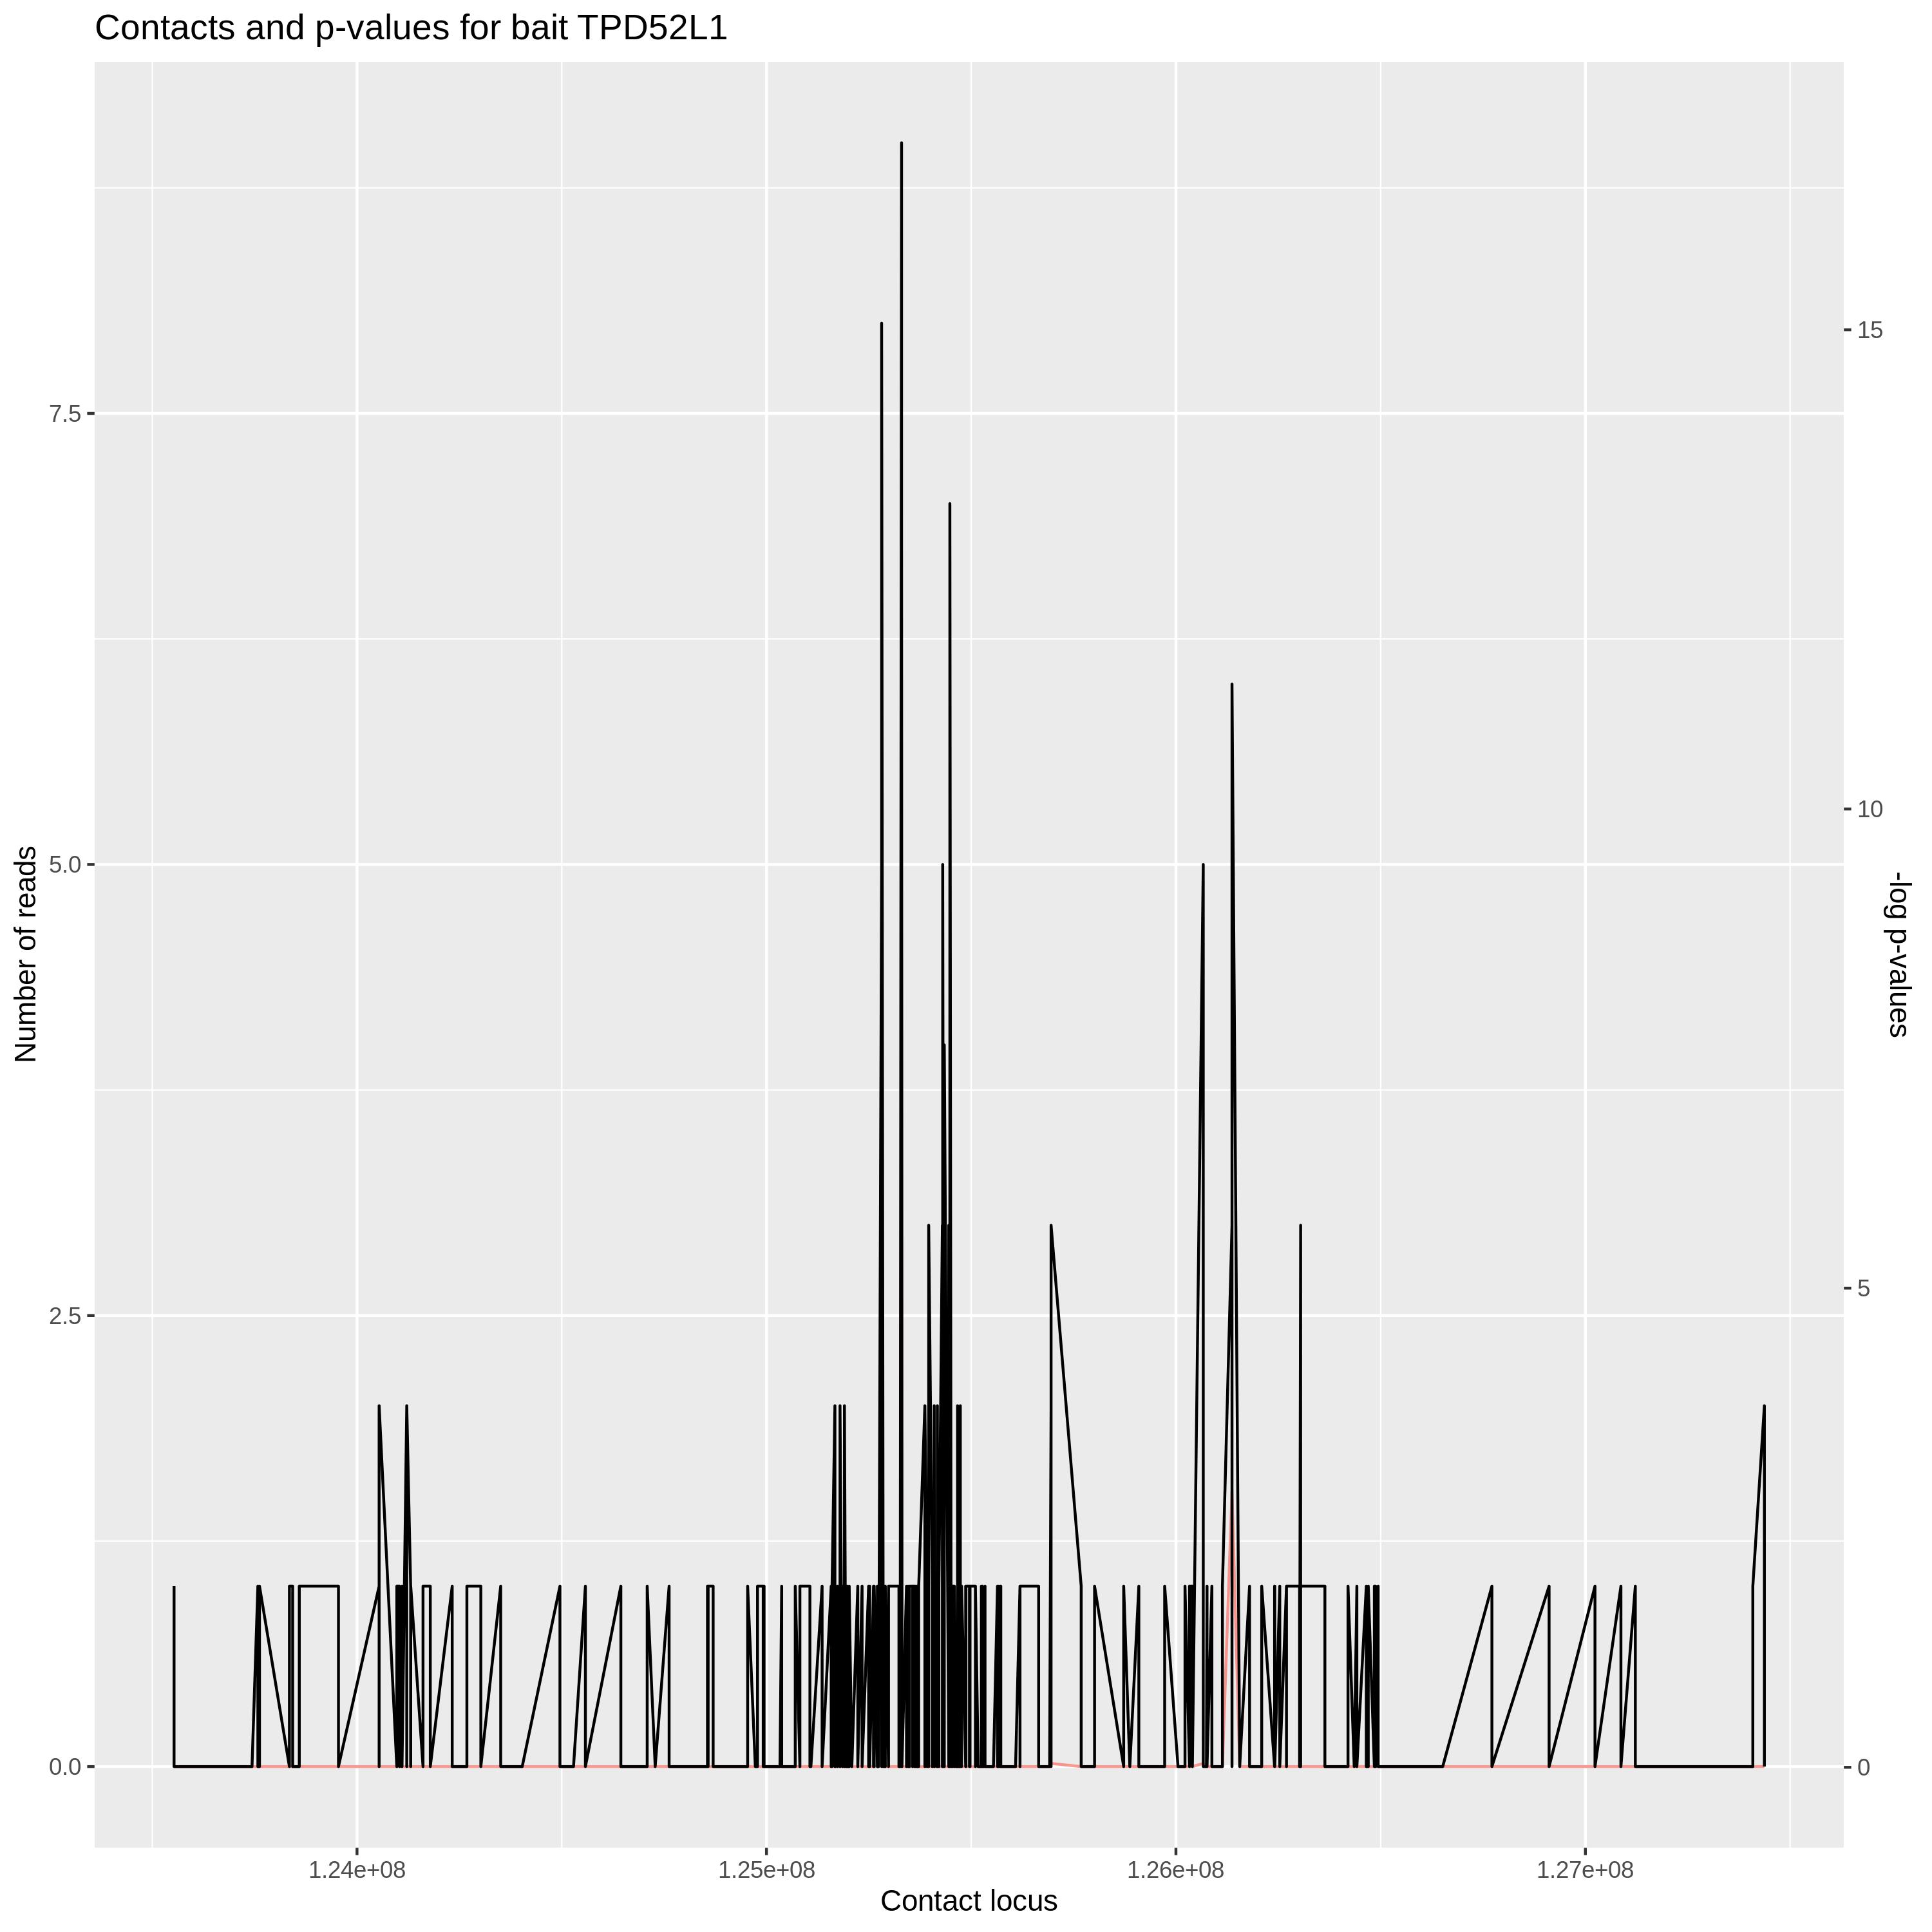 Contacts and p-values for bait TPD52L1
Number of reads
7.5
5.0
2.5
0.0
15
10
5
0
-log p-values
1.24e+08
1.25e+08
1.26e+08
1.27e+08
Contact locus